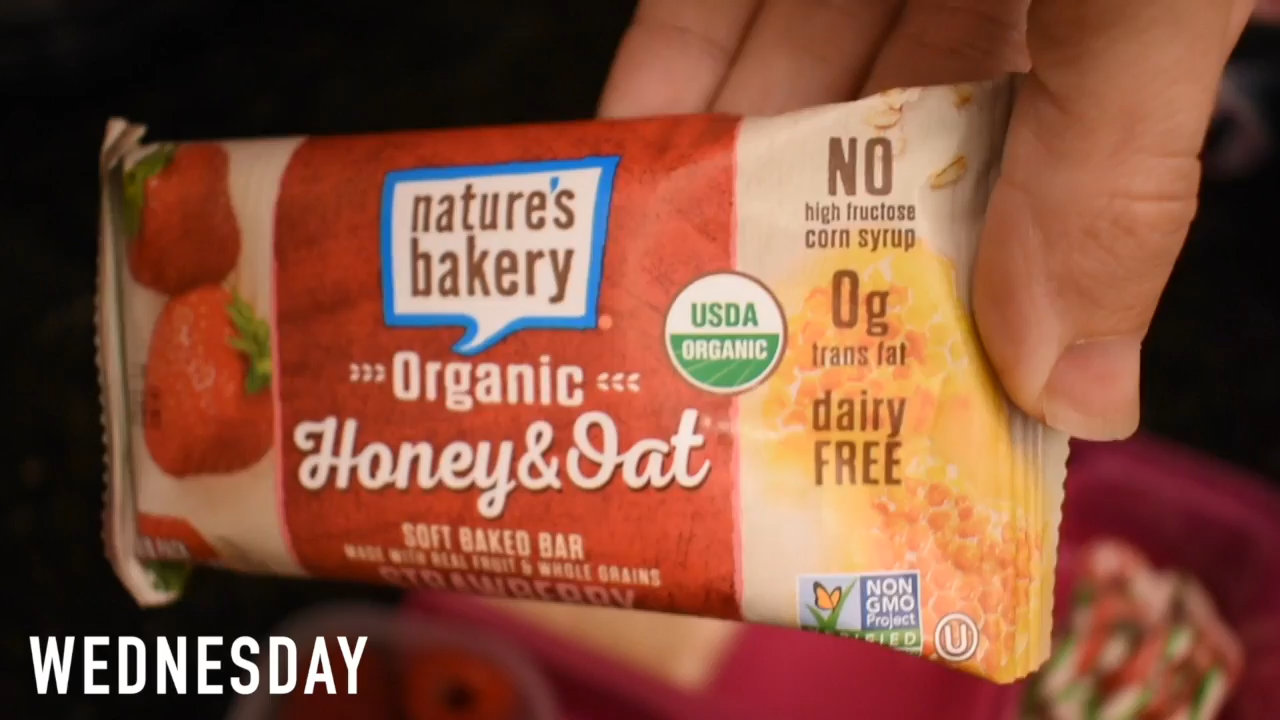 nature's
bakery
Organic
Honey&Oat
SOFT BAKED BAR
MADE WITH REAL FRUIT & WHOLE GRAINS
STRAWBERRY
USDA
ORGANIC
NO
high fructose
corn syrup
0g
trans fat
dairy
FREE
NON
GMO
Project
VERIFIED
U
WEDNESDAY